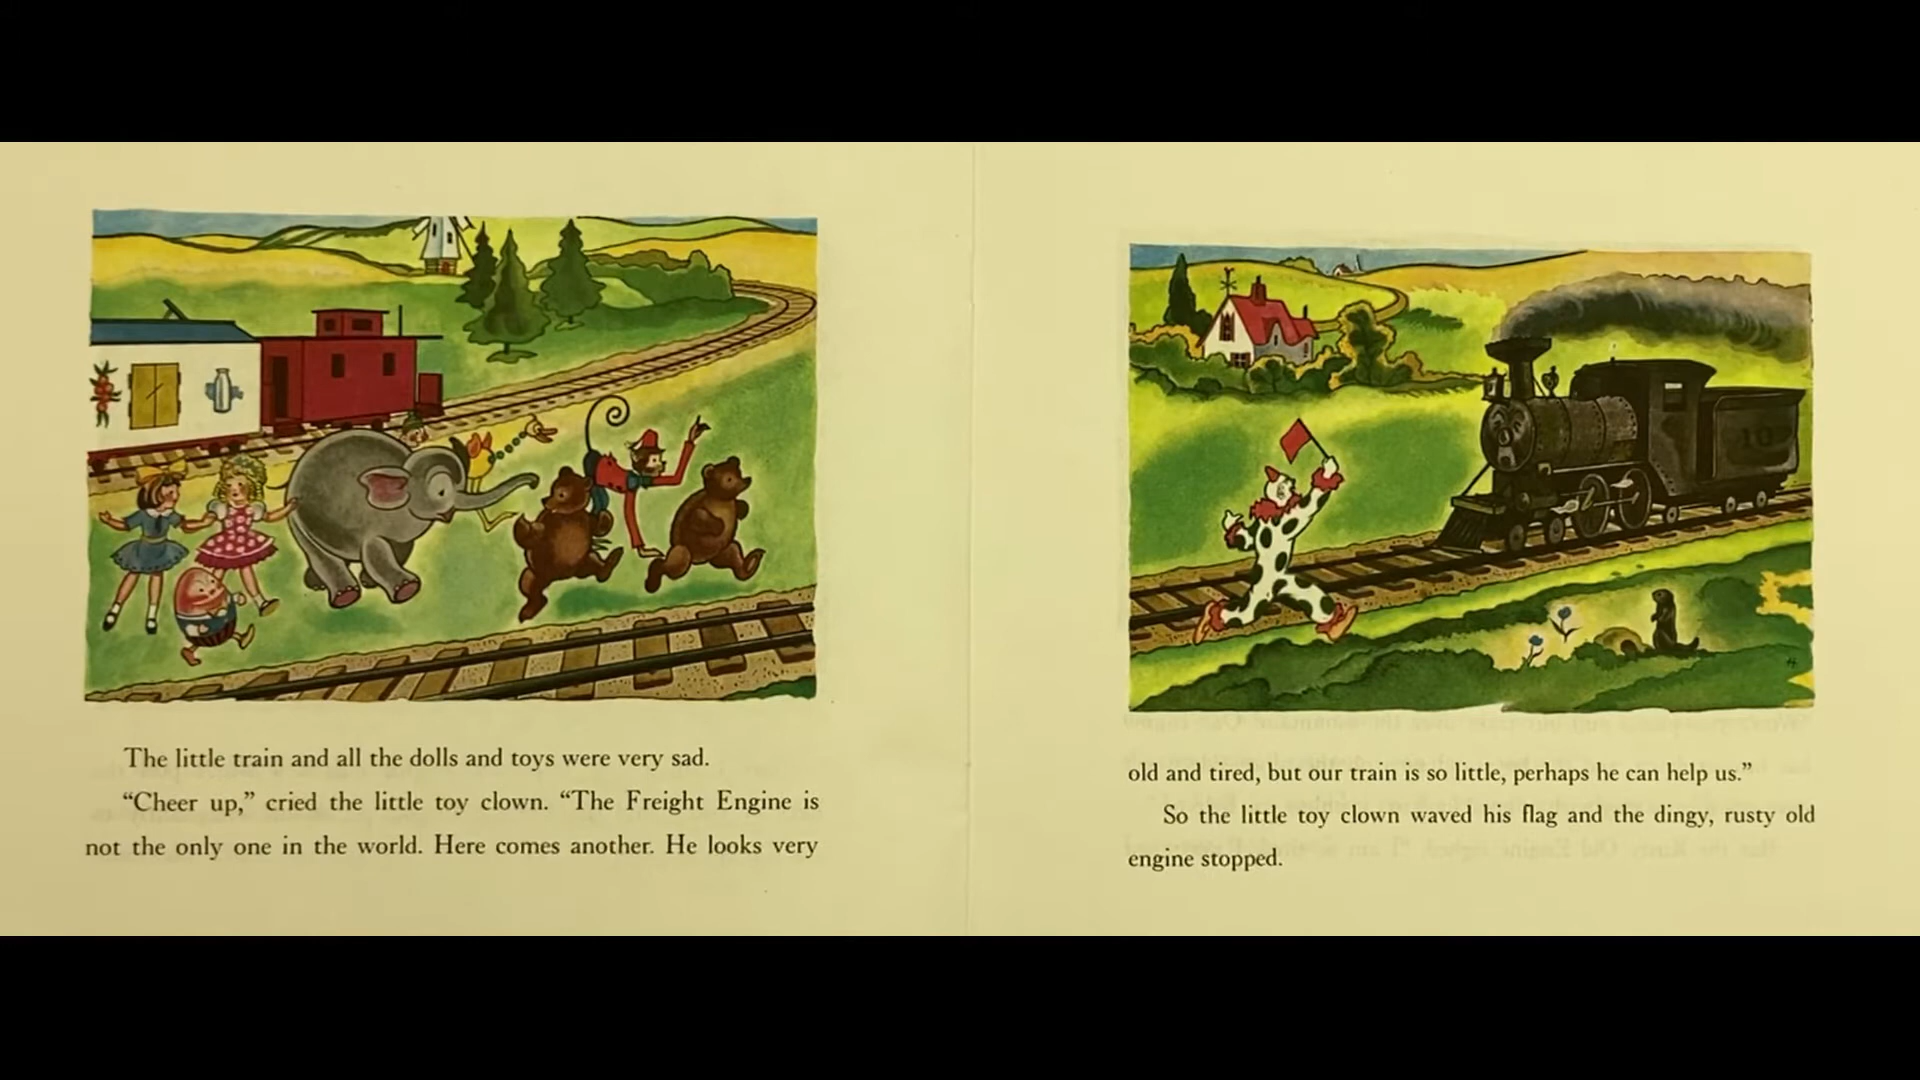 The little train and all the dolls and toys were very sad.
“Cheer up,” cried the little toy clown. “The Freight Engine is
not the only one in the world. Here comes another. He looks very
old and tired, but our train is so little, perhaps he can help us.”
So the little toy clown waved his flag and the dingy, rusty old
engine stopped.